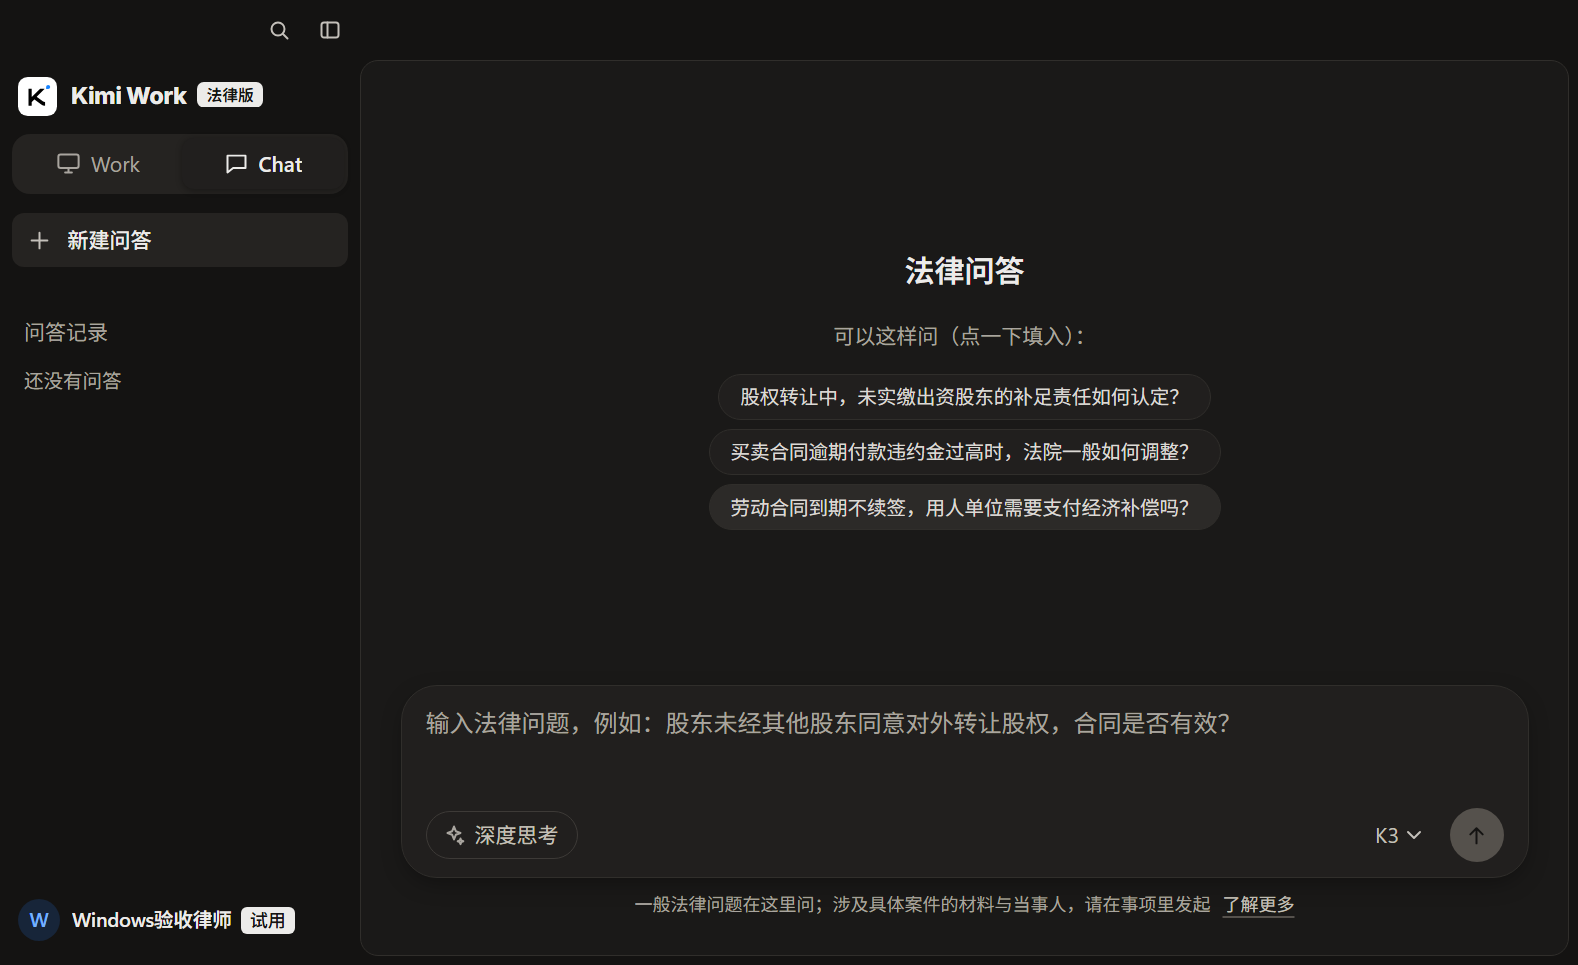 Kimi Work 法律版
Work
Chat
新建问答
问答记录
还没有问答
W
Windows验收律师 试用
法律问答
可以这样问（点一下填入）：
股权转让中，未实缴出资股东的补足责任如何认定？
买卖合同逾期付款违约金过高时，法院一般如何调整？
劳动合同到期不续签，用人单位需要支付经济补偿吗？
输入法律问题，例如：股东未经其他股东同意对外转让股权，合同是否有效？
深度思考
K3
一般法律问题在这里问；涉及具体案件的材料与当事人，请在事项里发起 了解更多